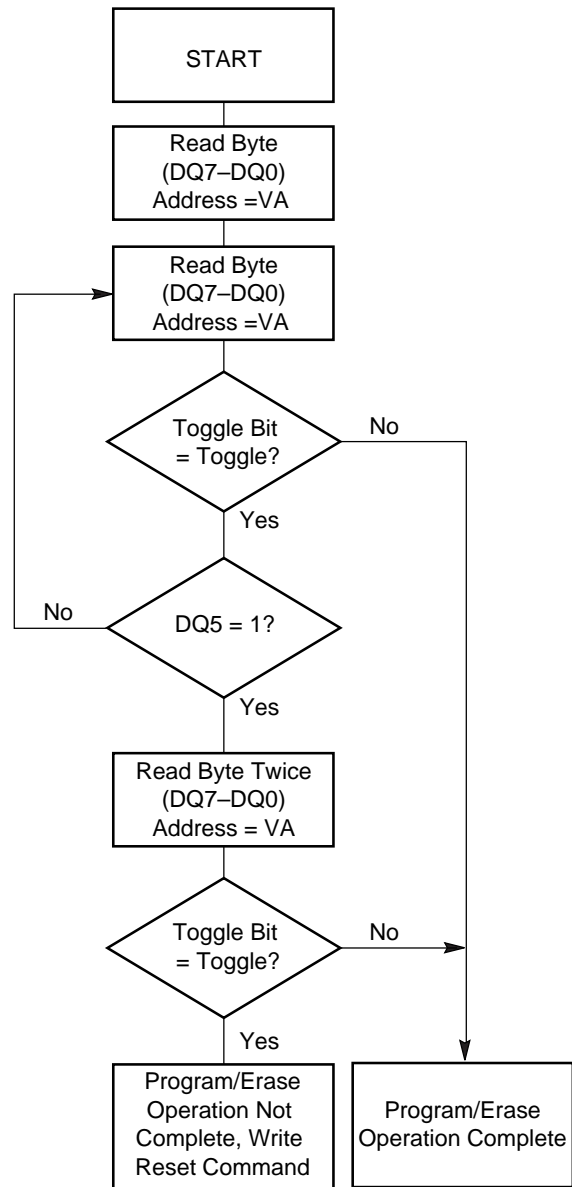 START
Read Byte
(DQ7–DQ0)
Address =VA
Read Byte
(DQ7–DQ0)
Address =VA
Toggle Bit
= Toggle?
No
Yes
No
DQ5 = 1?
Yes
Read Byte Twice
(DQ7–DQ0)
Address = VA
Toggle Bit
= Toggle?
No
Yes
Program/Erase
Operation Not
Complete, Write
Reset Command
Program/Erase
Operation Complete